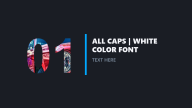 01
ALL CAPS | WHITE
COLOR FONT
TEXT HERE